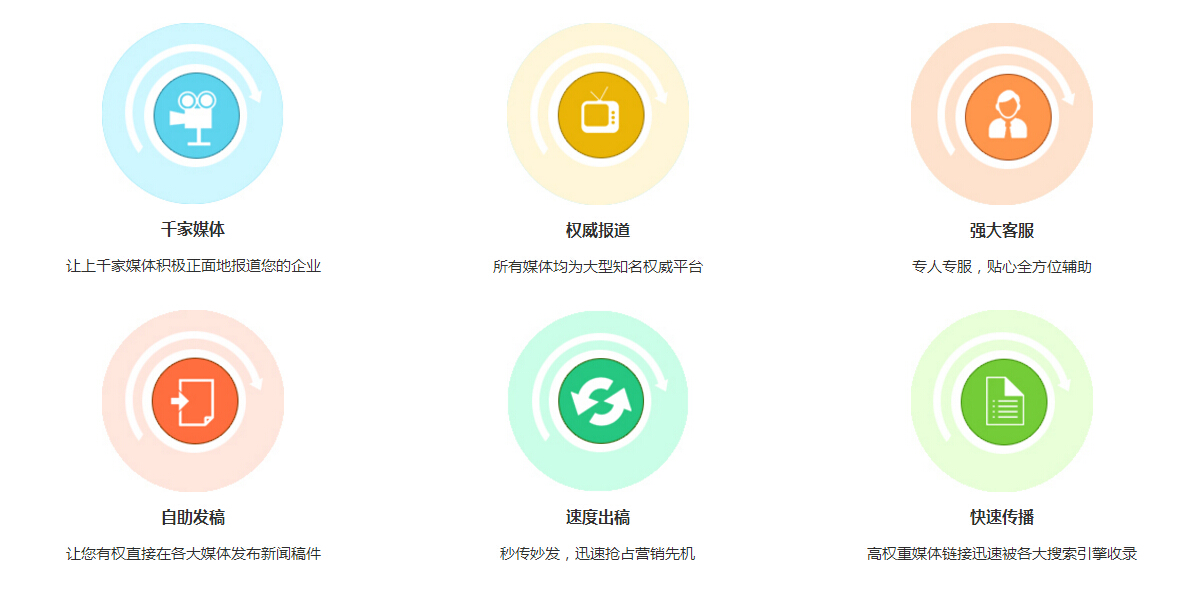 千家媒体
权威报道
强大客服
让上千家媒体积极正面地报道您的企业
所有媒体均为大型知名权威平台
专人专服，贴心全方位辅助
自助发稿
速度出稿
快速传播
让您有权直接在各大媒体发布新闻稿件
秒传妙发，迅速抢占营销先机
高权重媒体链接迅速被各大搜索引擎收录